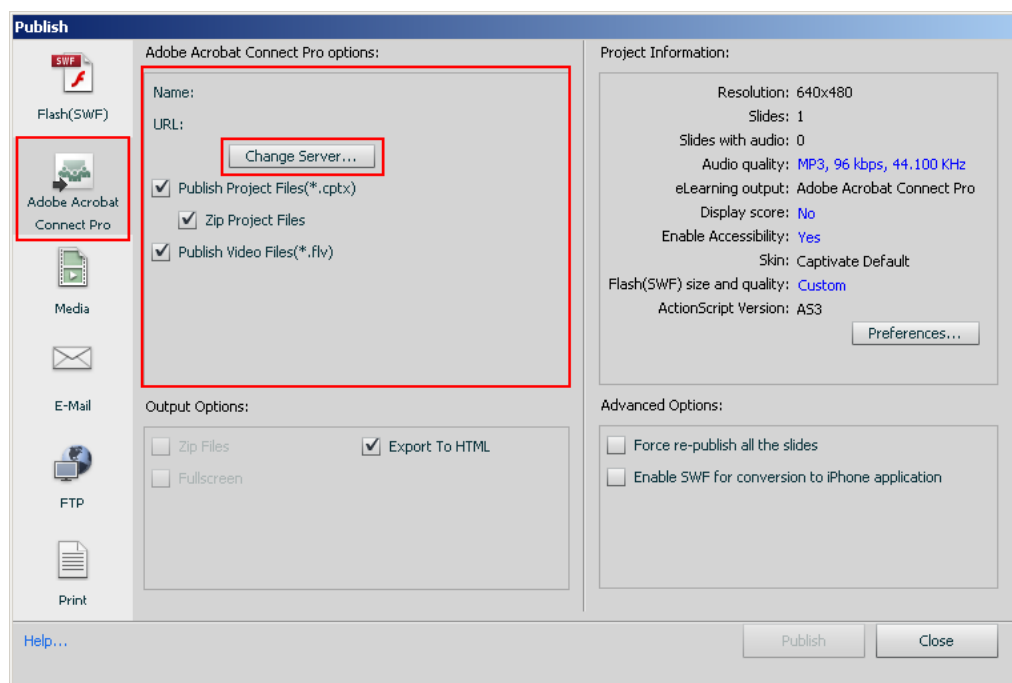 Publish
SWF
Flash(SWF)
Adobe Acrobat
Connect Pro
Media
E-Mail
FTP
Print
Adobe Acrobat Connect Pro options:
Name:
URL:
Change Server...
Publish Project Files(*.cptx)
Zip Project Files
Publish Video Files(*.flv)
Output Options:
Zip Files
Export To HTML
Fullscreen
Project Information:
Resolution: 640x480
Slides: 1
Slides with audio: 0
Audio quality: MP3, 96 kbps, 44.100 KHz
eLearning output: Adobe Acrobat Connect Pro
Display score: No
Enable Accessibility: Yes
Skin: Captivate Default
Flash(SWF) size and quality: Custom
ActionScript Version: AS3
Preferences...
Advanced Options:
Force re-publish all the slides
Enable SWF for conversion to iPhone application
Help...
Publish
Close